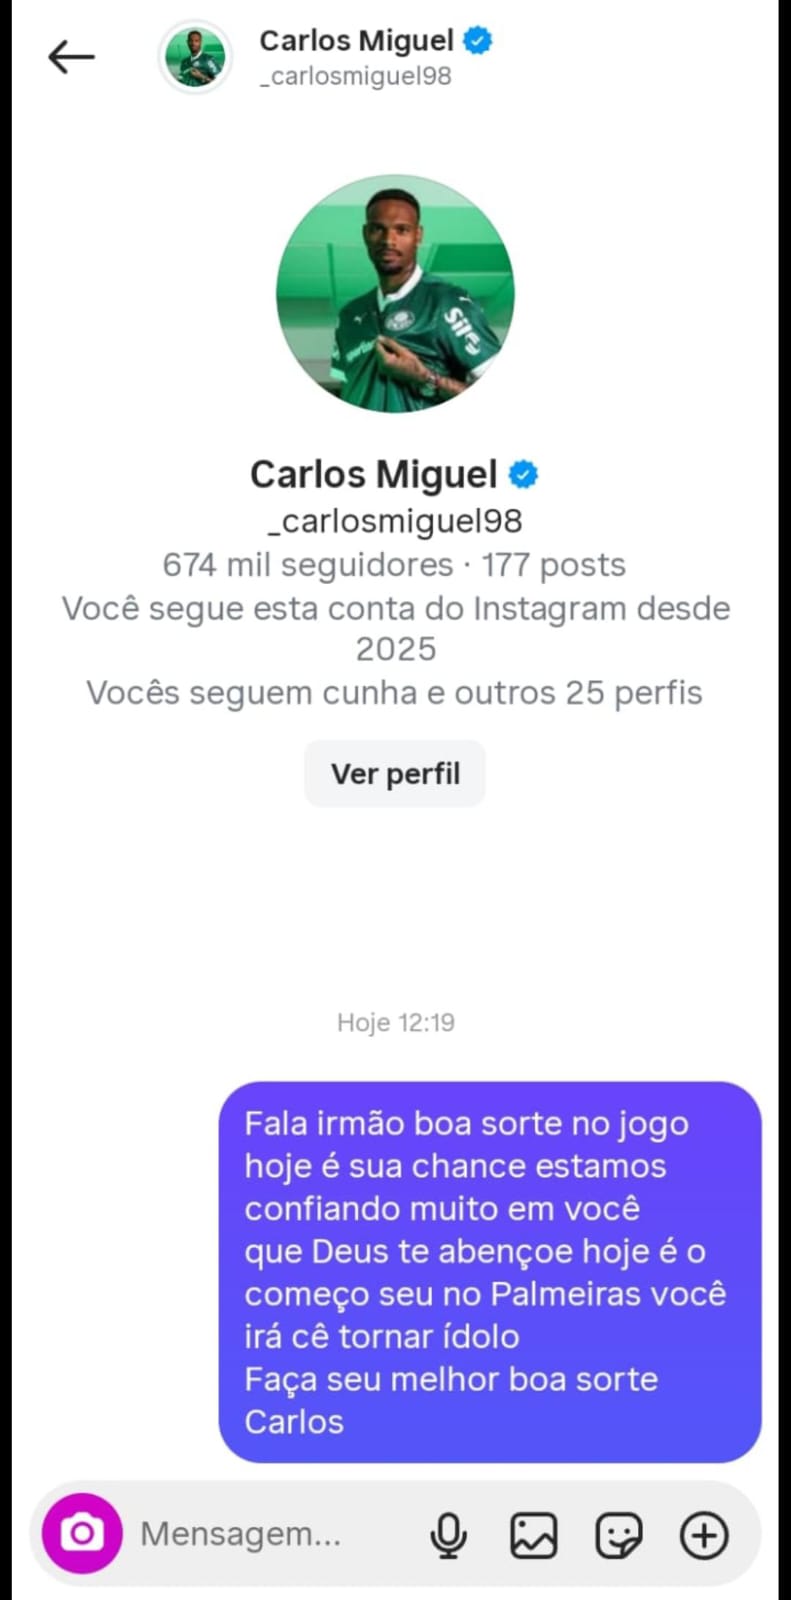 Carlos Miguel
_carlosmiguel98
Sil
Carlos Miguel
_carlosmiguel98
674 mil seguidores · 177 posts
Você segue esta conta do Instagram desde
2025
Vocês seguem cunha e outros 25 perfis
Ver perfil
Hoje 12:19
Fala irmão boa sorte no jogo
hoje é sua chance estamos
confiando muito em você
que Deus te abençoe hoje é o
começo seu no Palmeiras você
irá cê tornar ídolo
Faça seu melhor boa sorte
Carlos
Mensagem...